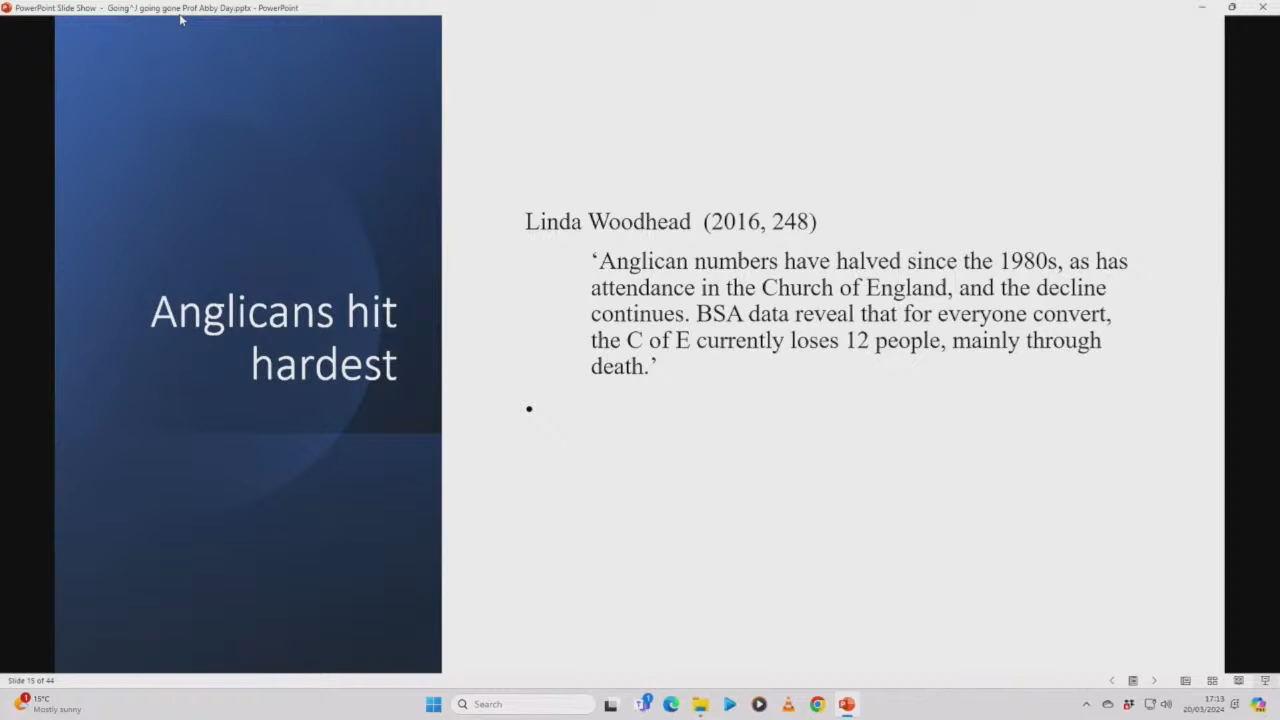 PowerPoint Slide Show - Going^J going gone Prof Abby Day.pptx - PowerPoint
Anglicans hit
hardest
Linda Woodhead (2016, 248)
‘Anglican numbers have halved since the 1980s, as has
attendance in the Church of England, and the decline
continues. BSA data reveal that for everyone convert,
the C of E currently loses 12 people, mainly through
death.’
•
Slide 15 of 44
1
15°C
Mostly sunny
Search
1
17:13
20/03/2024